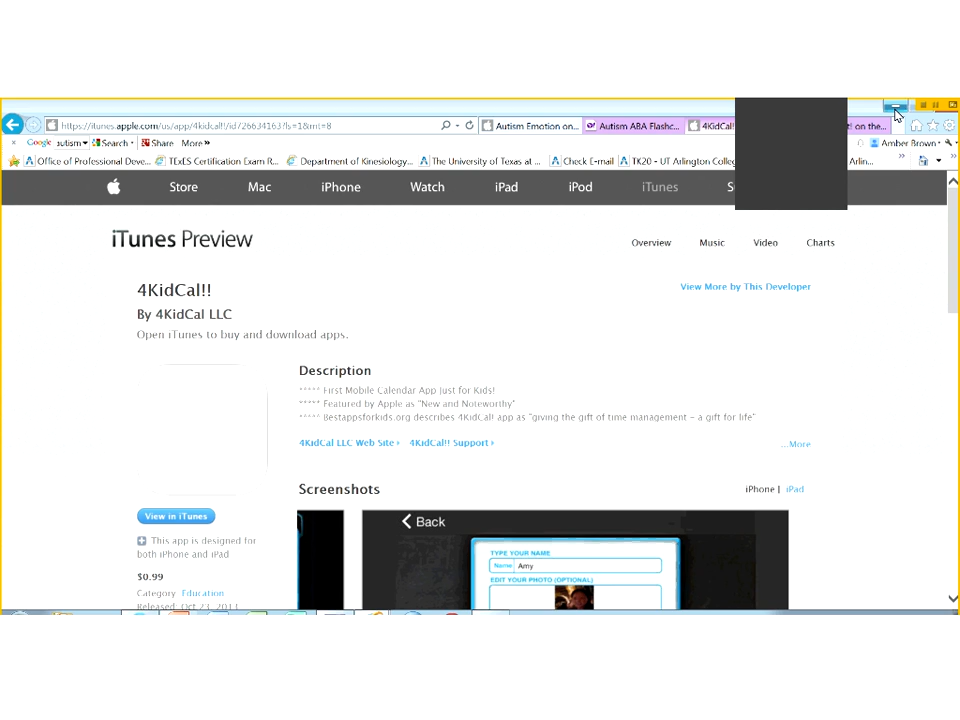 https://itunes.apple.com/us/app/4kidcal!!/id726634163?ls=1&mt=8
Autism Emotion on...
Autism ABA Flashc...
4KidCal!
! on the...
Google
autism
Search
Share
More »
Amber Brown
Office of Professional Deve...
TExES Certification Exam R...
Department of Kinesiology...
The University of Texas at ...
Check E-mail
TK20 - UT Arlington Colleg
Arlin...
Store
Mac
iPhone
Watch
iPad
iPod
iTunes
iTunes Preview
Overview
Music
Video
Charts
4KidCal!!
View More by This Developer
By 4KidCal LLC
Open iTunes to buy and download apps.
Description
***** First Mobile Calendar App Just for Kids!
***** Featured by Apple as "New and Noteworthy"
***** Bestappsforkids.org describes 4KidCal! app as "giving the gift of time management - a gift for life"
4KidCal LLC Web Site
4KidCal!! Support
...More
Screenshots
iPhone | iPad
View in iTunes
This app is designed for
both iPhone and iPad
$0.99
Category: Education
Released: Oct 23, 2013
Back
TYPE YOUR NAME
Name Amy
EDIT YOUR PHOTO (OPTIONAL)